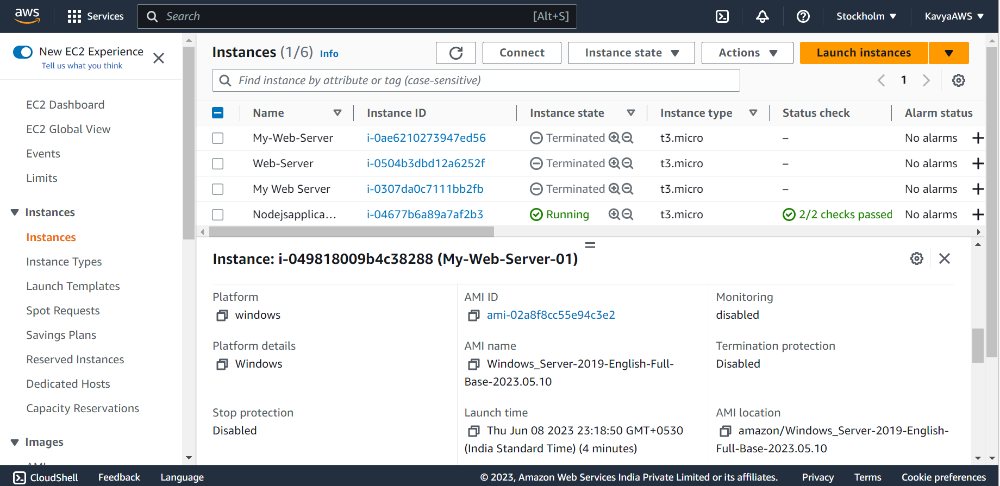 aws
Services
Search [Alt+S]
Stockholm
KavyaAWS
New EC2 Experience
Tell us what you think
EC2 Dashboard
EC2 Global View
Events
Limits
Instances
Instances
Instance Types
Launch Templates
Spot Requests
Savings Plans
Reserved Instances
Dedicated Hosts
Capacity Reservations
Images
Instances (1/6) Info
Connect
Instance state
Actions
Launch instances
Find instance by attribute or tag (case-sensitive)
1
Name Instance ID Instance state Instance type Status check Alarm status
My-Web-Server i-0ae6210273947ed56 Terminated t3.micro – No alarms
Web-Server i-0504b3dbd12a6252f Terminated t3.micro – No alarms
My Web Server i-0307da0c7111bb2fb Terminated t3.micro – No alarms
Nodejsapplica... i-04677b6a89a7af2b3 Running t3.micro 2/2 checks passed No alarms
Instance: i-049818009b4c38288 (My-Web-Server-01)
Platform
windows
AMI ID
ami-02a8f8cc55e94c3e2
Monitoring
disabled
Platform details
Windows
AMI name
Windows_Server-2019-English-Full-
Base-2023.05.10
Termination protection
Disabled
Stop protection
Disabled
Launch time
Thu Jun 08 2023 23:18:50 GMT+0530
(India Standard Time) (4 minutes)
AMI location
amazon/Windows_Server-2019-English-
Full-Base-2023.05.10
CloudShell Feedback Language © 2023, Amazon Web Services India Private Limited or its affiliates. Privacy Terms Cookie preferences